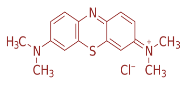 N
H₃C N S N⁺ CH₃
CH₃ Cl⁻ CH₃